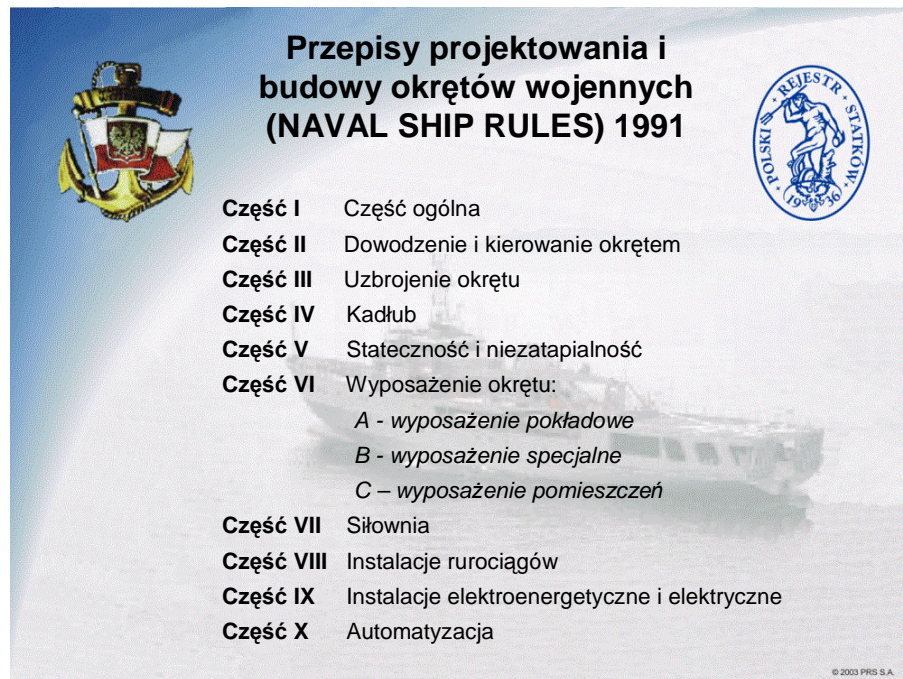 Przepisy projektowania i
budowy okrętów wojennych
(NAVAL SHIP RULES) 1991
POLSKI REJESTR STATKÓW
1936
Część I Część ogólna
Część II Dowodzenie i kierowanie okrętem
Część III Uzbrojenie okrętu
Część IV Kadłub
Część V Stateczność i niezatapialność
Część VI Wyposażenie okrętu:
A - wyposażenie pokładowe
B - wyposażenie specjalne
C – wyposażenie pomieszczeń
Część VII Siłownia
Część VIII Instalacje rurociągów
Część IX Instalacje elektroenergetyczne i elektryczne
Część X Automatyzacja
© 2003 PRS S.A.